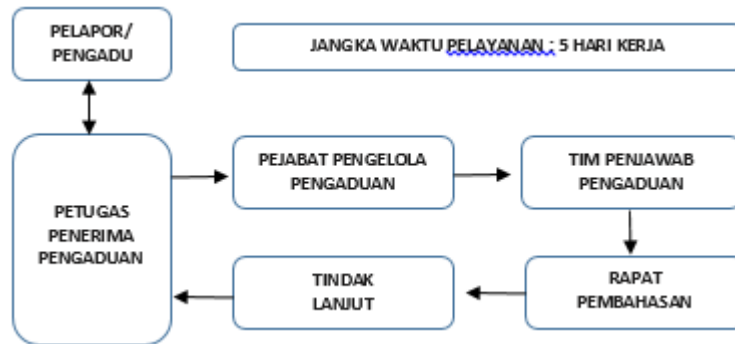 PELAPOR/
PENGADU
JANGKA WAKTU PELAYANAN : 5 HARI KERJA
PETUGAS
PENERIMA
PENGADUAN
PEJABAT PENGELOLA
PENGADUAN
TIM PENJAWAB
PENGADUAN
TINDAK
LANJUT
RAPAT
PEMBAHASAN